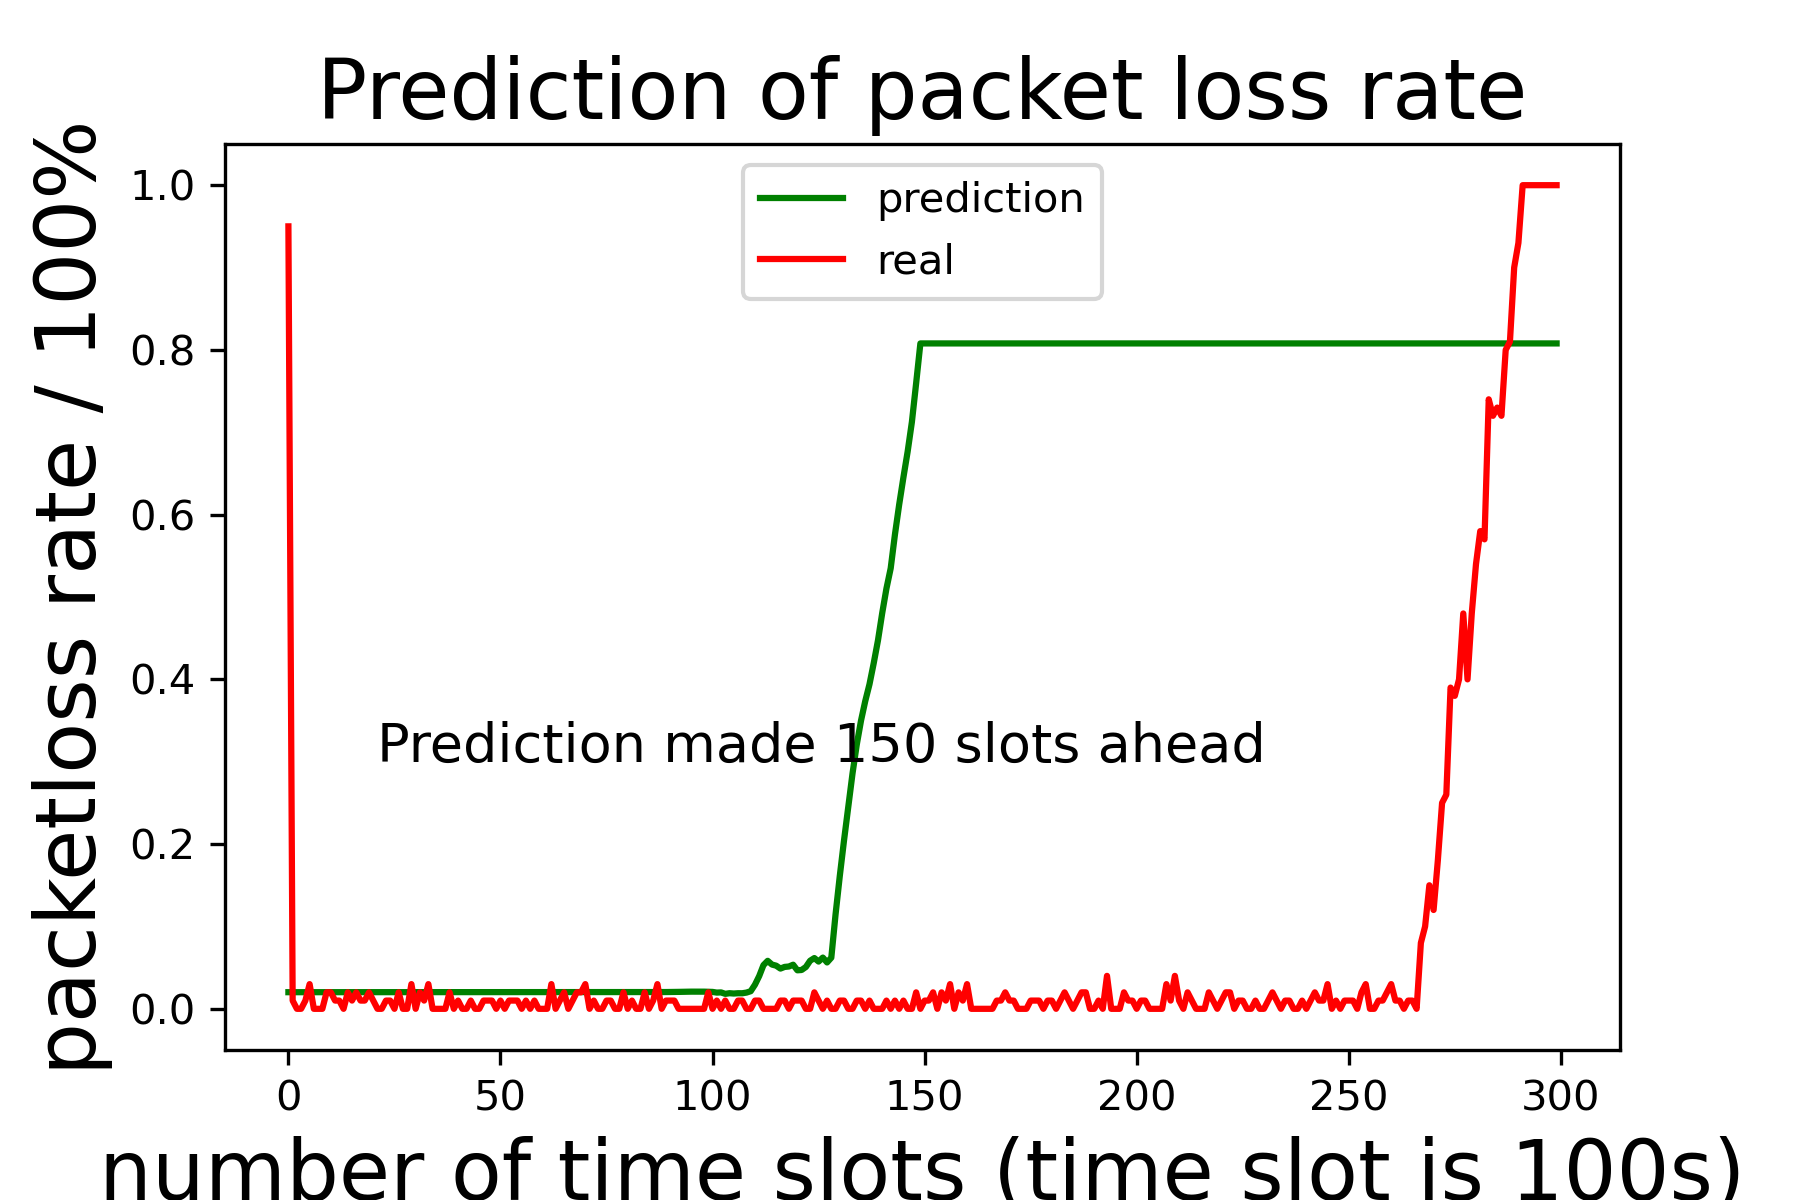 Prediction of packet loss rate
packetloss rate / 100%
1.0
0.8
0.6
0.4
0.2
0.0
prediction
real
Prediction made 150 slots ahead
0 50 100 150 200 250 300
number of time slots (time slot is 100s)